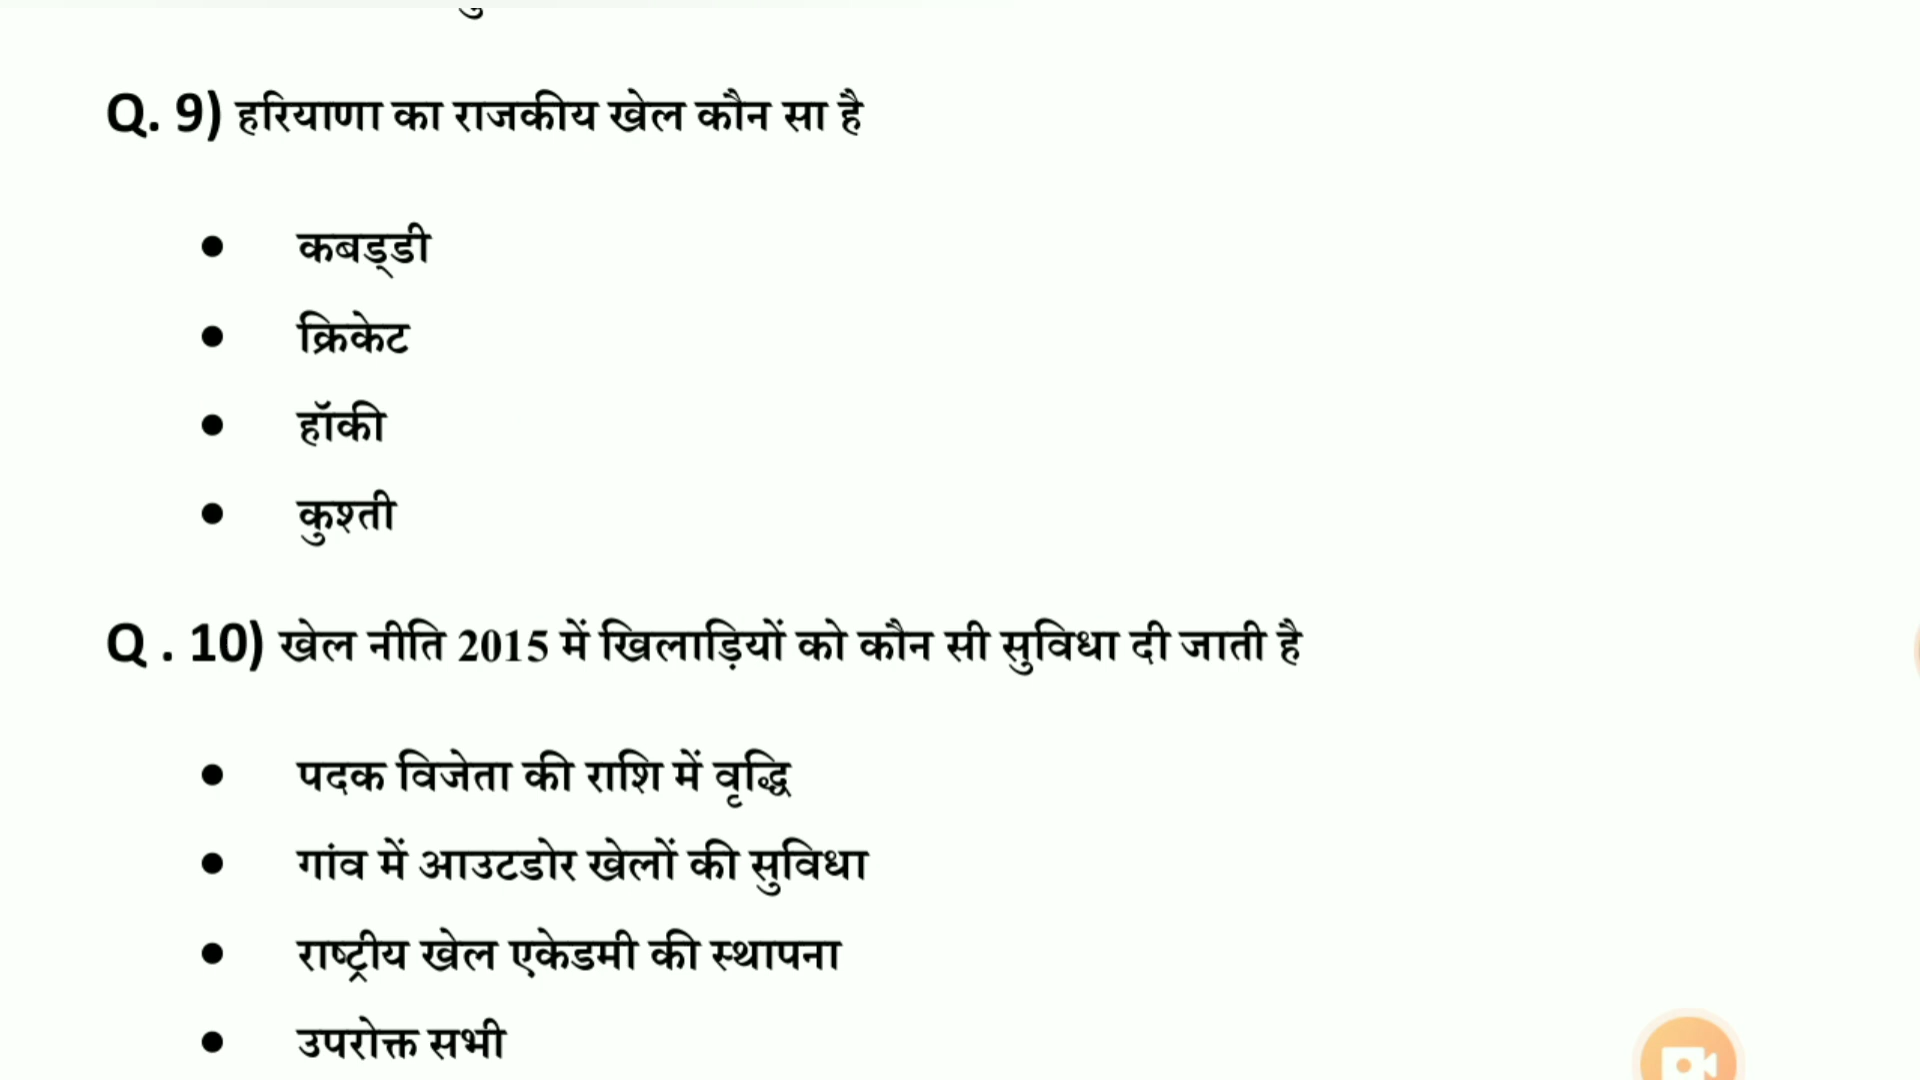 Q. 9) हरियाणा का राजकीय खेल कौन सा है
● कबड्डी
● क्रिकेट
● हॉकी
● कुश्ती
Q . 10) खेल नीति 2015 में खिलाड़ियों को कौन सी सुविधा दी जाती है
● पदक विजेता की राशि में वृद्धि
● गांव में आउटडोर खेलों की सुविधा
● राष्ट्रीय खेल एकेडमी की स्थापना
● उपरोक्त सभी